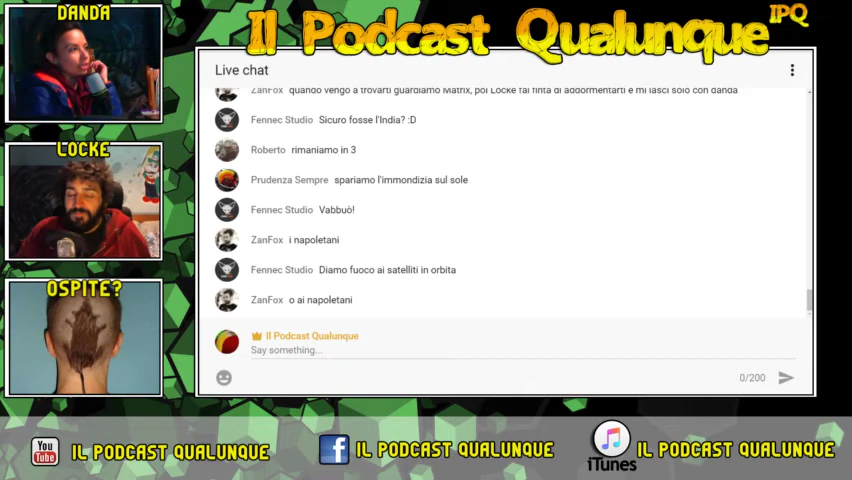 DANDA
Il Podcast Qualunque
IPQ
Live chat
ZanFox quando vengo a trovarti guardiamo Matrix, poi Locke fai finta di addormentarti e mi lasci solo con danda
Fennec Studio Sicuro fosse l'India? :D
LOCKE
Roberto rimaniamo in 3
Prudenza Sempre spariamo l'immondizia sul sole
Fennec Studio Vabbuò!
ZanFox i napoletani
Fennec Studio Diamo fuoco ai satelliti in orbita
OSPITE?
ZanFox o ai napoletani
Il Podcast Qualunque
Say something...
0/200
You Tube
IL PODCAST QUALUNQUE
f
IL PODCAST QUALUNQUE
iTunes
IL PODCAST QUALUNQUE